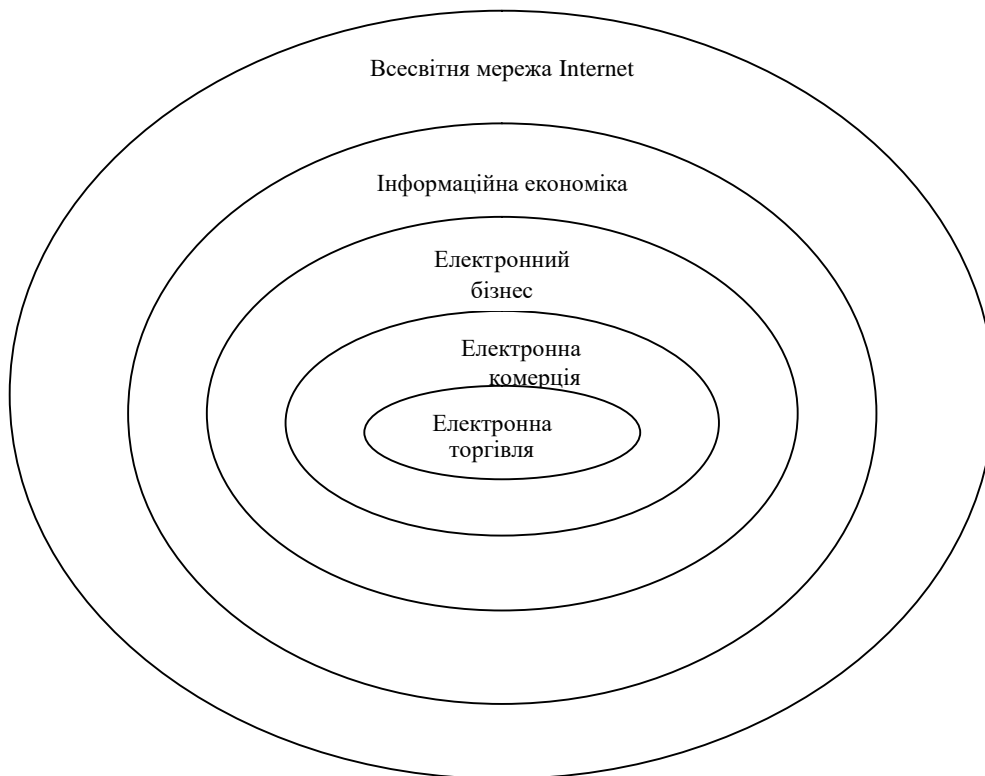 Всесвітня мережа Internet
Інформаційна економіка
Електронний
бізнес
Електронна
комерція
Електронна
торгівля